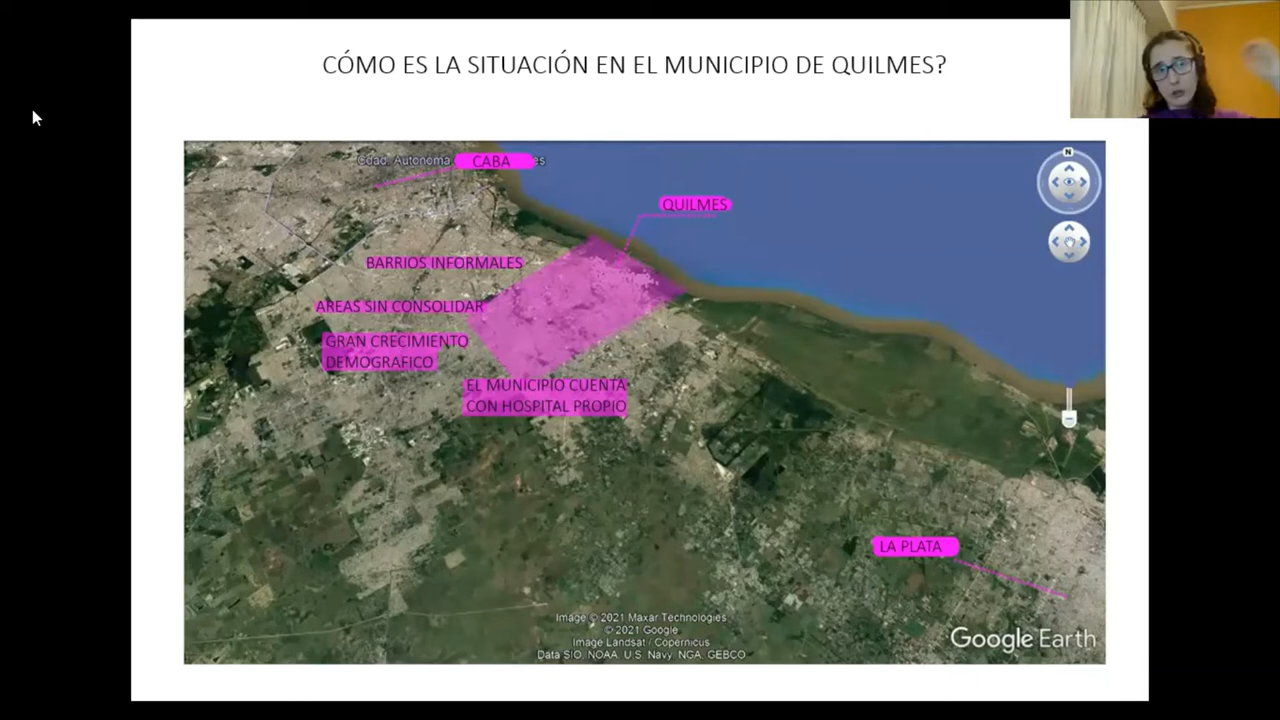 CÓMO ES LA SITUACIÓN EN EL MUNICIPIO DE QUILMES?
Cdad. Autónoma CABA es
QUILMES
BARRIOS INFORMALES
AREAS SIN CONSOLIDAR
GRAN CRECIMIENTO
DEMOGRAFICO
EL MUNICIPIO CUENTA
CON HOSPITAL PROPIO
LA PLATA
N
Image © 2021 Maxar Technologies
© 2021 Google
Image Landsat / Copernicus
Data SIO, NOAA, U.S. Navy, NGA, GEBCO
Google Earth